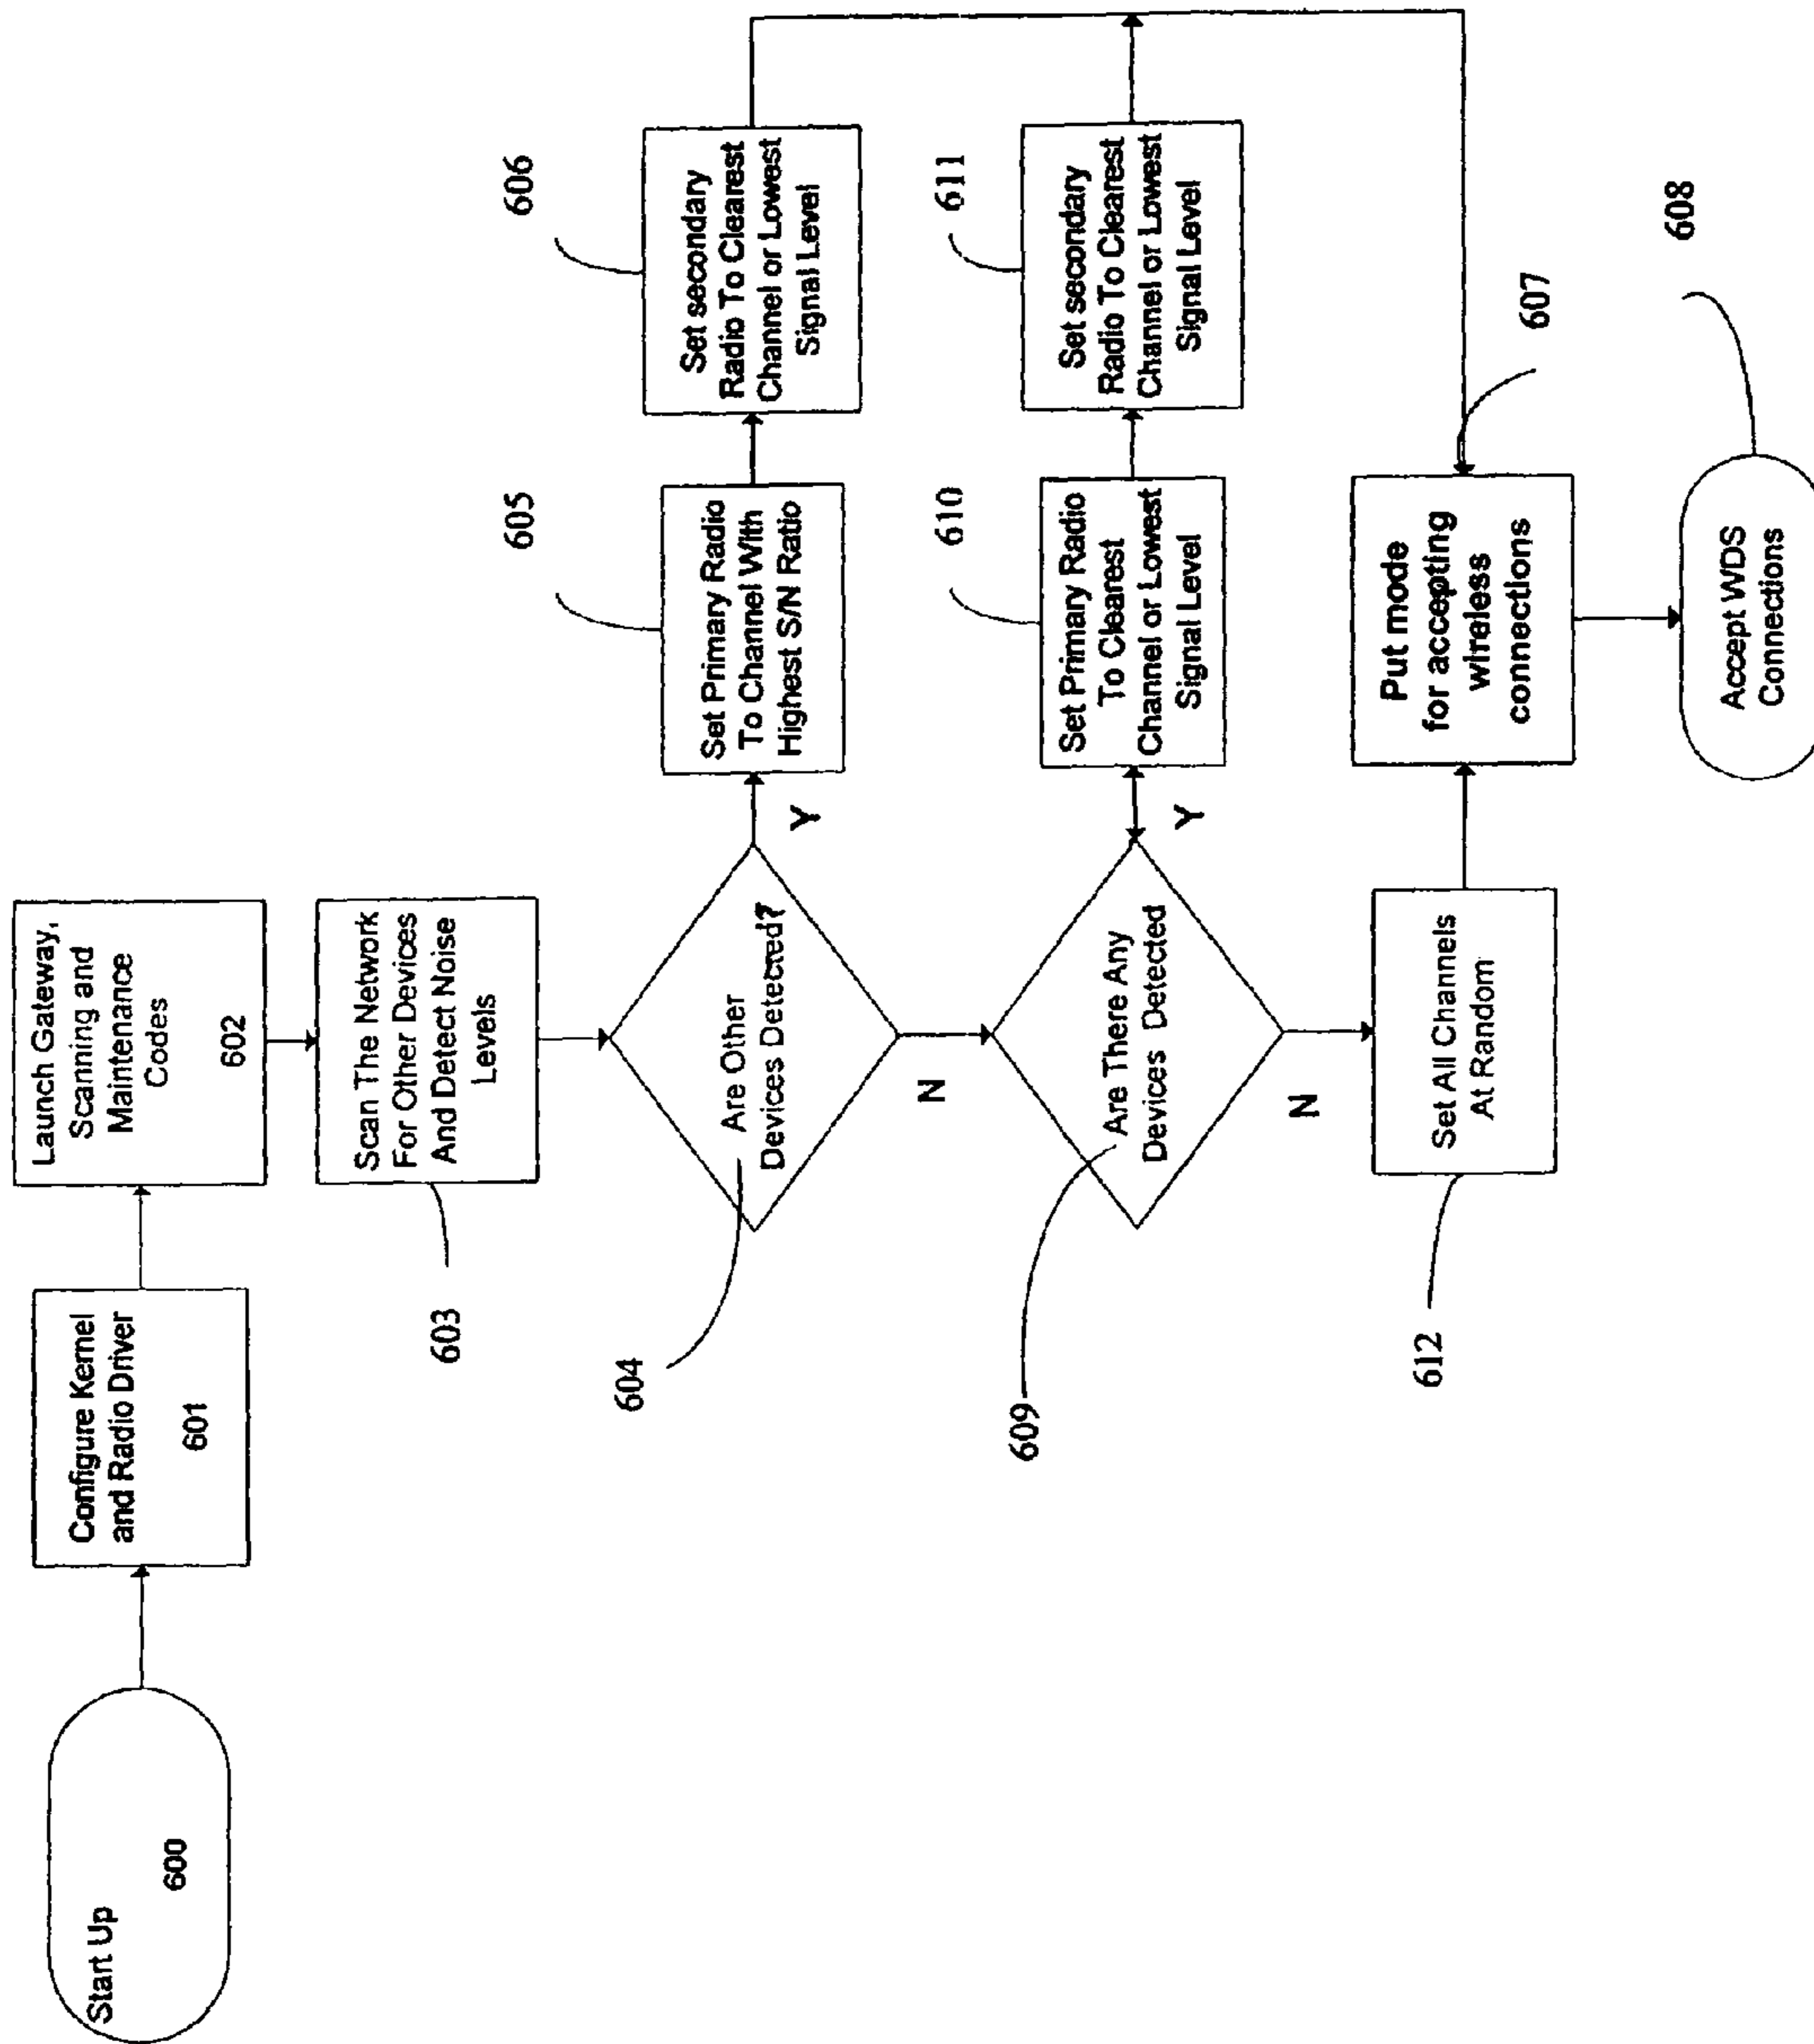 Start Up
600
Configure Kernel
and Radio Driver
601
Launch Gateway,
Scanning and
Maintenance
Codes
602
Scan The Network
For Other Devices
And Detect Noise
Levels
603
Are Other
Devices Detected?
604
Y
N
Set Primary Radio
To Channel With
Highest S/N Ratio
605
Set secondary
Radio To Clearest
Channel or Lowest
Signal Level
606
Are There Any
Devices Detected
609
Y
N
Set Primary Radio
To Clearest
Channel or Lowest
Signal Level
610
Set secondary
Radio To Clearest
Channel or Lowest
Signal Level
611
Set All Channels
At Random
612
Put mode
for accepting
wireless
connections
607
Accept WDS
Connections
608